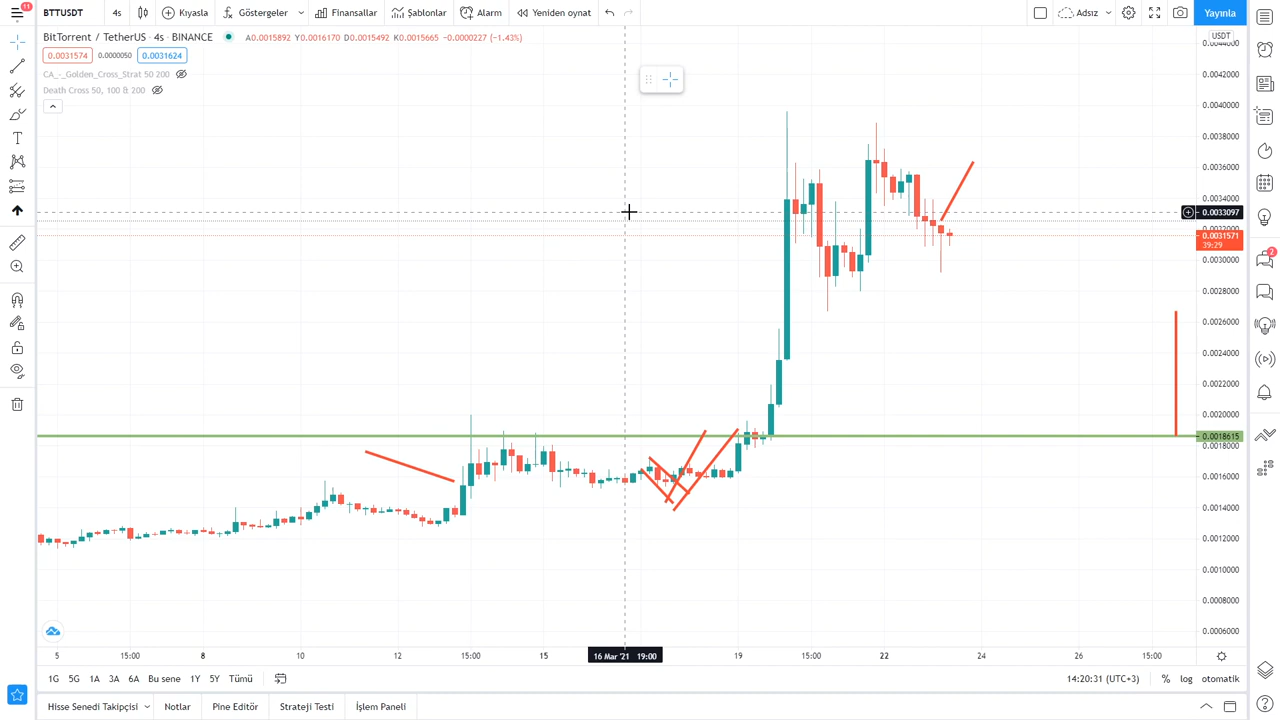 11
BTTUSDT 4s Kıyasla Göstergeler Finansallar Şablonlar Alarm Yeniden oynat Adsız Yayınla
BitTorrent / TetherUS · 4s · BINANCE A0.0015892 Y0.0016170 D0.0015492 K0.0015665 −0.0000227 (−1.43%)
USDT
0.0031574 0.0000050 0.0031624
CA_-_Golden_Cross_Strat 50 200
Death Cross 50, 100 & 200
0.0044000
0.0042000
0.0040000
0.0038000
0.0036000
0.0034000
0.0033097
0.0032000
0.0031571
39:29
2
0.0030000
0.0028000
0.0026000
0.0024000
0.0022000
0.0020000
0.0018615
0.0018000
0.0016000
0.0014000
0.0012000
0.0010000
0.0008000
0.0006000
5 15:00 8 10 12 15:00 15 16 Mar '21 19:00 19 15:00 22 24 26 15:00
1G 5G 1A 3A 6A Bu sene 1Y 5Y Tümü 14:20:31 (UTC+3) % log otomatik
Hisse Senedi Takipçisi Notlar Pine Editör Strateji Testi İşlem Paneli